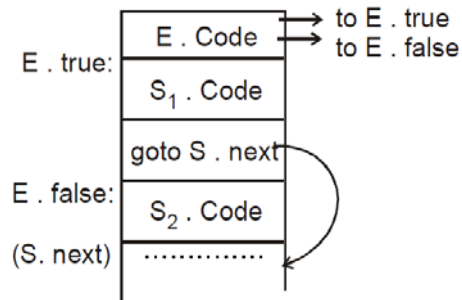 to E . true
E . Code
to E . false
E . true:
S₁ . Code
goto S . next
E . false:
S₂ . Code
(S. next)
..............